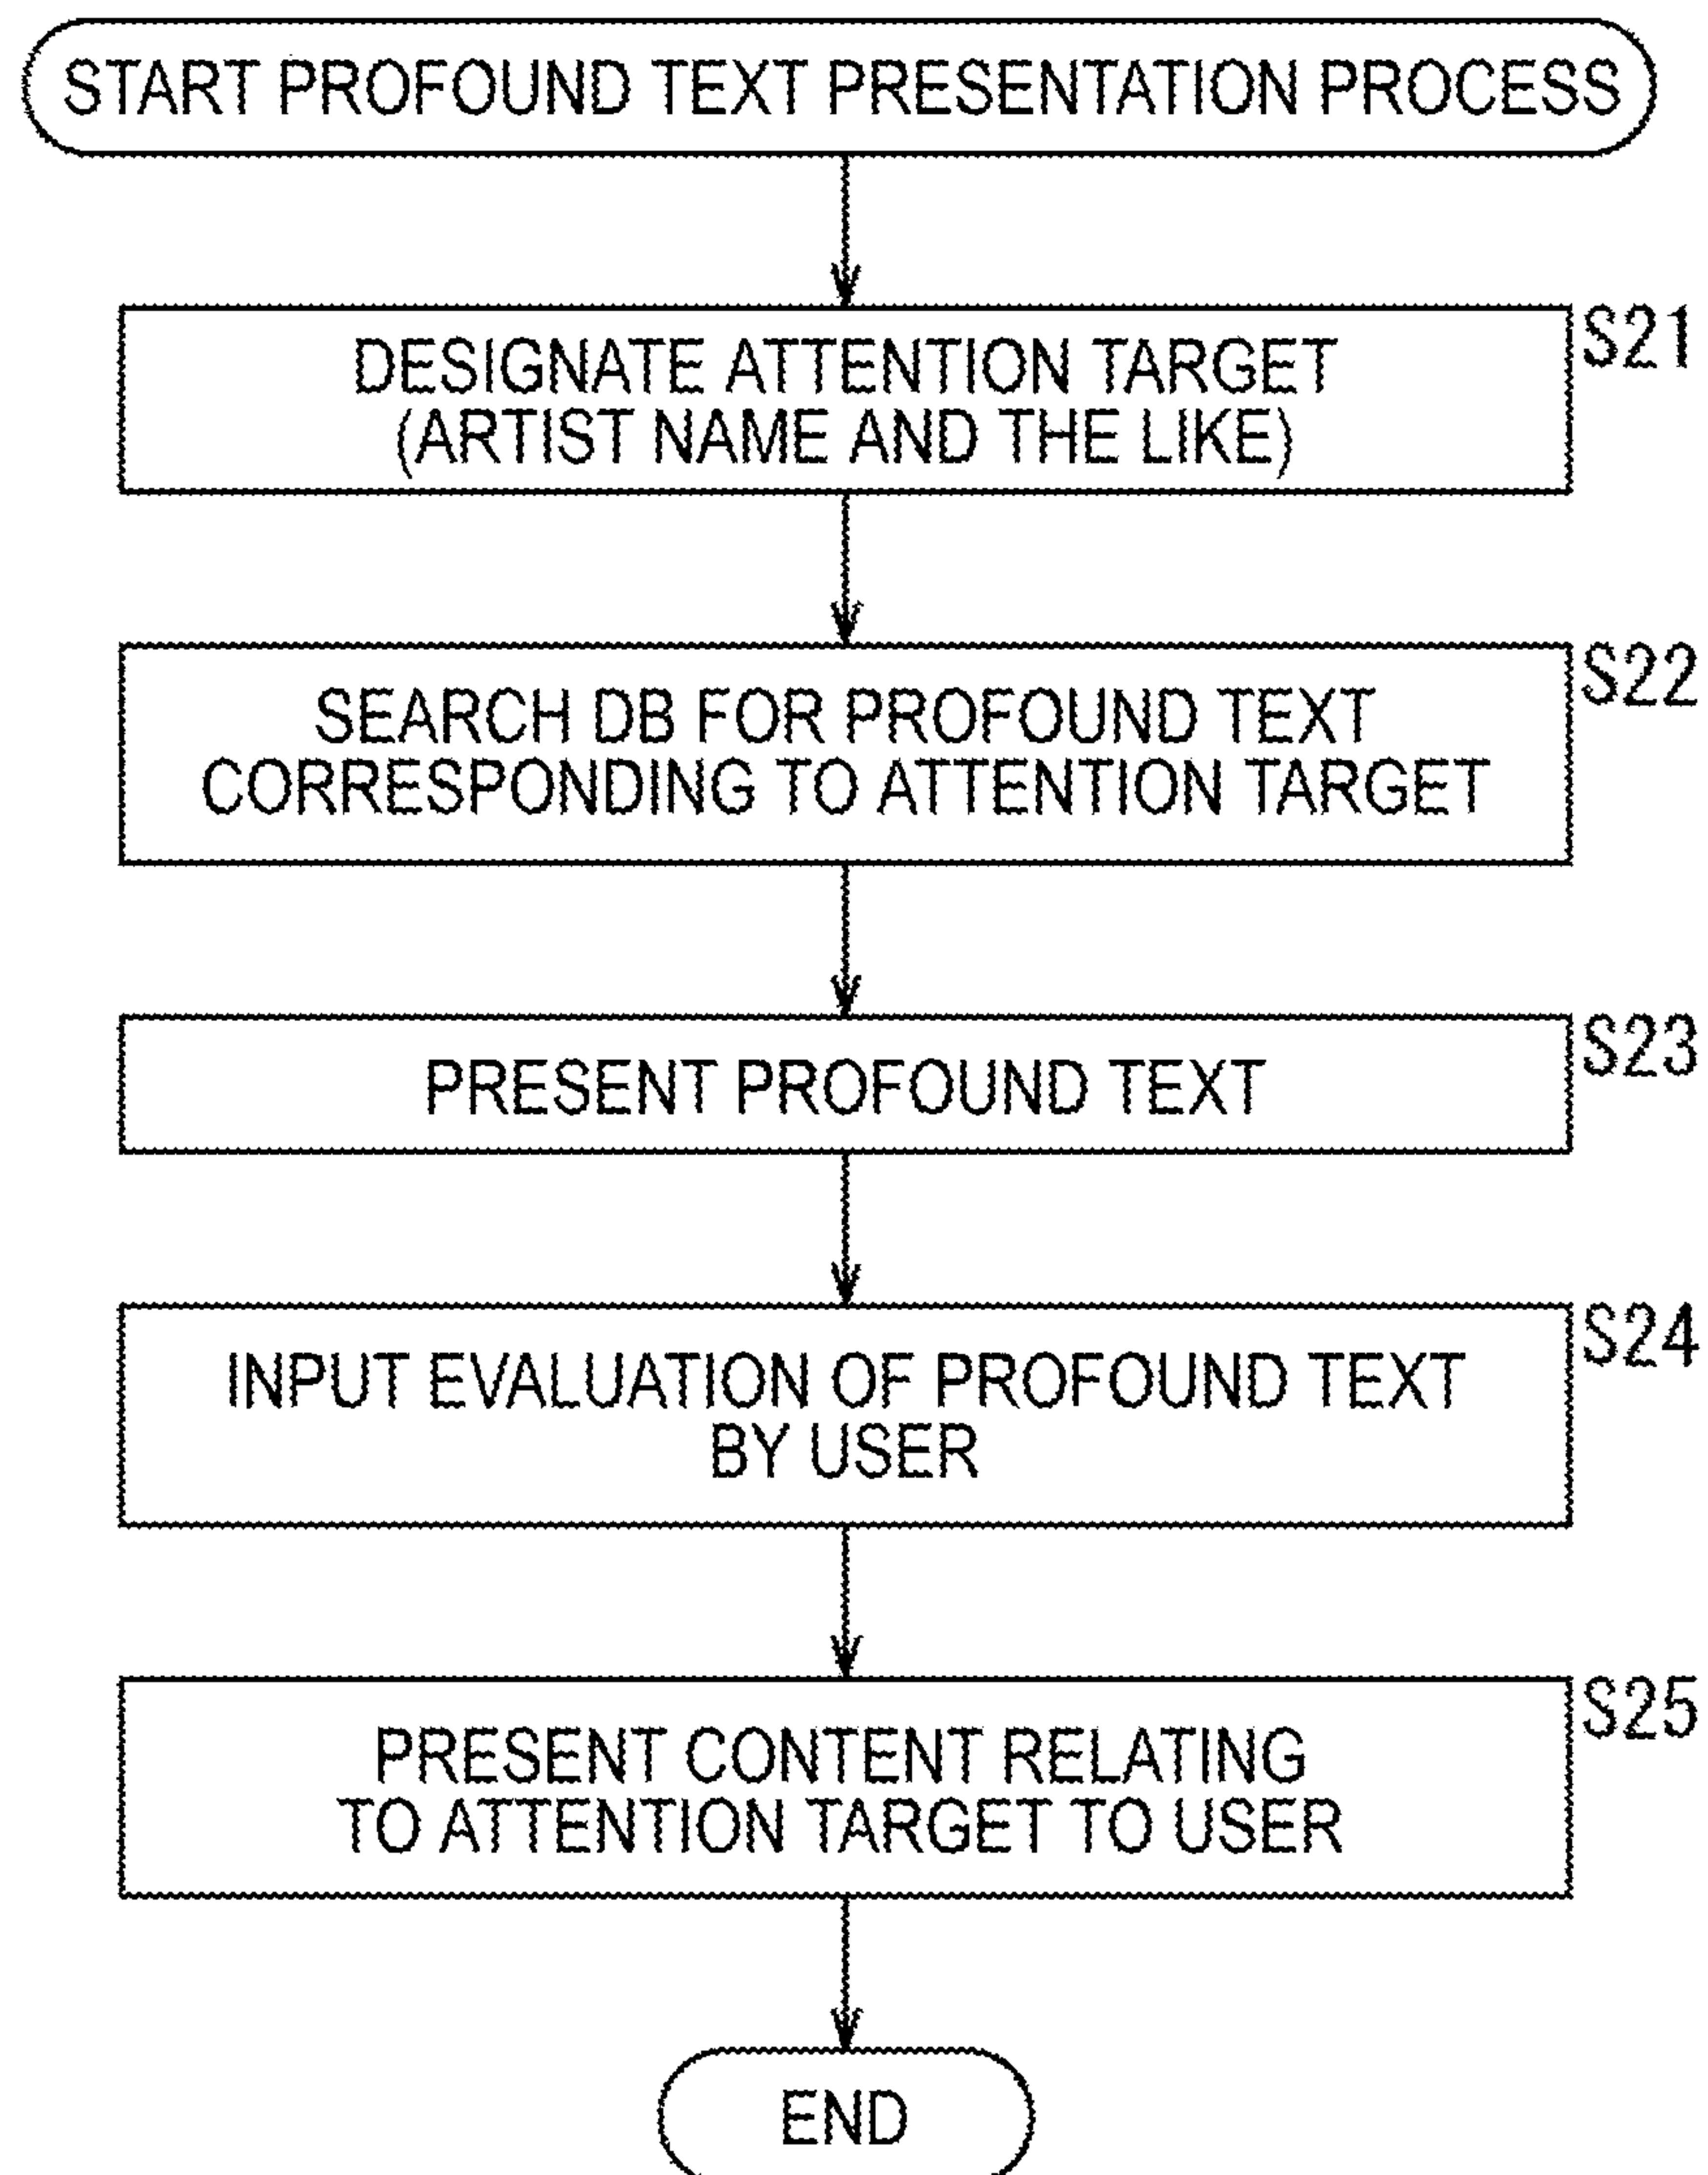 START PROFOUND TEXT PRESENTATION PROCESS
S21
DESIGNATE ATTENTION TARGET
(ARTIST NAME AND THE LIKE)
S22
SEARCH DB FOR PROFOUND TEXT
CORRESPONDING TO ATTENTION TARGET
S23
PRESENT PROFOUND TEXT
S24
INPUT EVALUATION OF PROFOUND TEXT
BY USER
S25
PRESENT CONTENT RELATING
TO ATTENTION TARGET TO USER
END